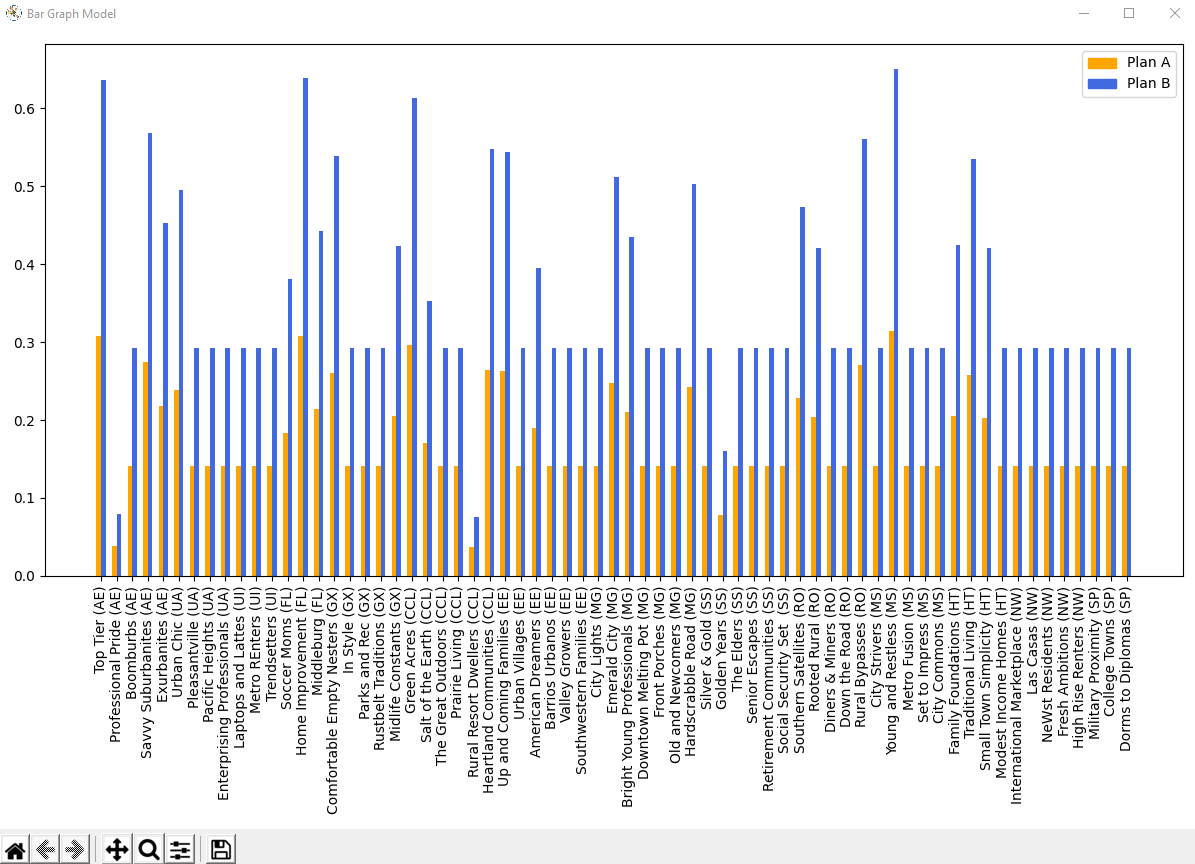 Bar Graph Model
Plan A
Plan B
0.6
0.5
0.4
0.3
0.2
0.1
0.0
Top Tier (AE)
Professional Pride (AE)
Boomburbs (AE)
Savvy Suburbanites (AE)
Exurbanites (AE)
Urban Chic (UA)
Pleasantville (UA)
Pacific Heights (UA)
Enterprising Professionals (UA)
Laptops and Lattes (UI)
Metro REnters (UI)
Trendsetters (UI)
Soccer Moms (FL)
Home Improvement (FL)
Middleburg (FL)
Comfortable Empty Nesters (GX)
In Style (GX)
Parks and Rec (GX)
Rustbelt Traditions (GX)
Midlife Constants (GX)
Green Acres (CCL)
Salt of the Earth (CCL)
The Great Outdoors (CCL)
Prairie Living (CCL)
Rural Resort Dwellers (CCL)
Heartland Communities (CCL)
Up and Coming Families (EE)
Urban Villages (EE)
American Dreamers (EE)
Barrios Urbanos (EE)
Valley Growers (EE)
Southwestern Families (EE)
City Lights (MG)
Emerald City (MG)
Bright Young Professionals (MG)
Downtown Melting Pot (MG)
Front Porches (MG)
Old and Newcomers (MG)
Hardscrabble Road (MG)
Silver & Gold (SS)
Golden Years (SS)
The Elders (SS)
Senior Escapes (SS)
Retirement Communities (SS)
Social Security Set (SS)
Southern Satellites (RO)
Rooted Rural (RO)
Diners & Miners (RO)
Down the Road (RO)
Rural Bypasses (RO)
City Strivers (MS)
Young and Restless (MS)
Metro Fusion (MS)
Set to Impress (MS)
City Commons (MS)
Family Foundations (HT)
Traditional Living (HT)
Small Town Simplicity (HT)
Modest Income Homes (HT)
International Marketplace (NW)
Las Casas (NW)
NeWst Residents (NW)
Fresh Ambitions (NW)
High Rise Renters (NW)
Military Proximity (SP)
College Towns (SP)
Dorms to Diplomas (SP)